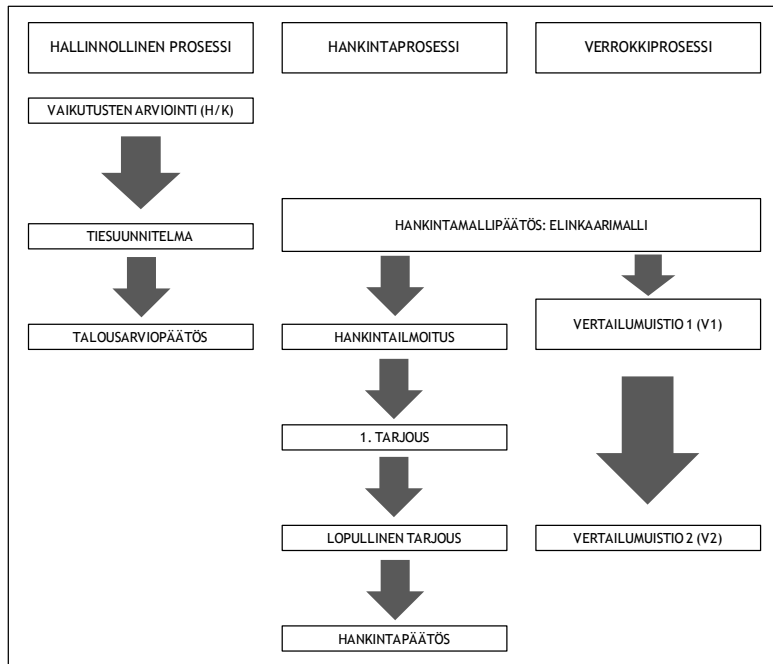 HALLINNOLLINEN PROSESSI
HANKINTAPROSESSI
VERROKKIPROSESSI
VAIKUTUSTEN ARVIOINTI (H/K)
TIESUUNNITELMA
HANKINTAMALLIPÄÄTÖS: ELINKAARIMALLI
TALOUSARVIOPÄÄTÖS
HANKINTAILMOITUS
VERTAILUMUISTIO 1 (V1)
1. TARJOUS
LOPULLINEN TARJOUS
VERTAILUMUISTIO 2 (V2)
HANKINTAPÄÄTÖS